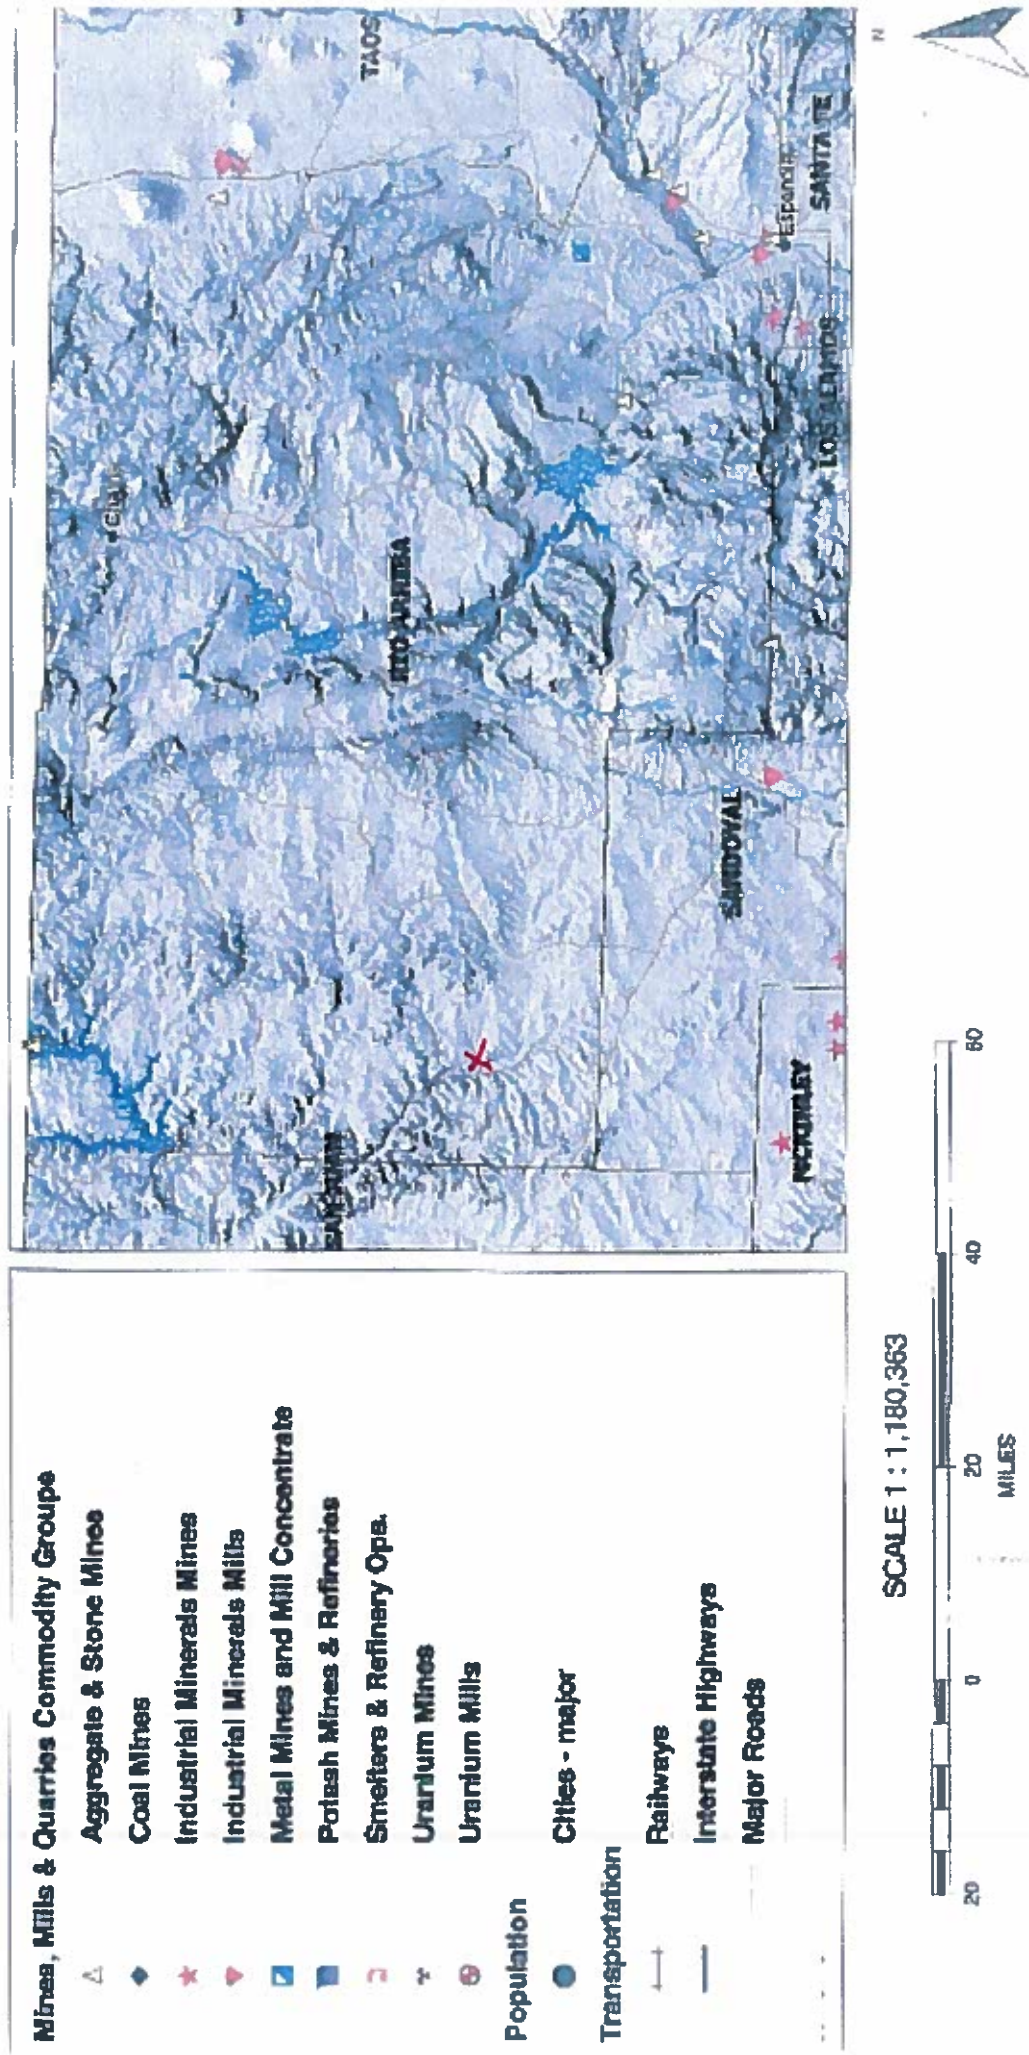 Mines, Mills & Quarries Commodity Groups
Aggregate & Stone Mines
Coal Mines
Industrial Minerals Mines
Industrial Minerals Mills
Metal Mines and Mill Concentrate
Potash Mines & Refineries
Smelters & Refinery Ops.
Uranium Mines
Uranium Mills
Population
Cities - major
Transportation
Railways
Interstate Highways
Major Roads
TAOS
RIO ARRIBA
SAN JUAN
Espanola
SANTA FE
LOS ALAMOS
SANDOVAL
MCKINLEY
N
SCALE 1 : 1,180,363
20 0 20 40 60
MILES